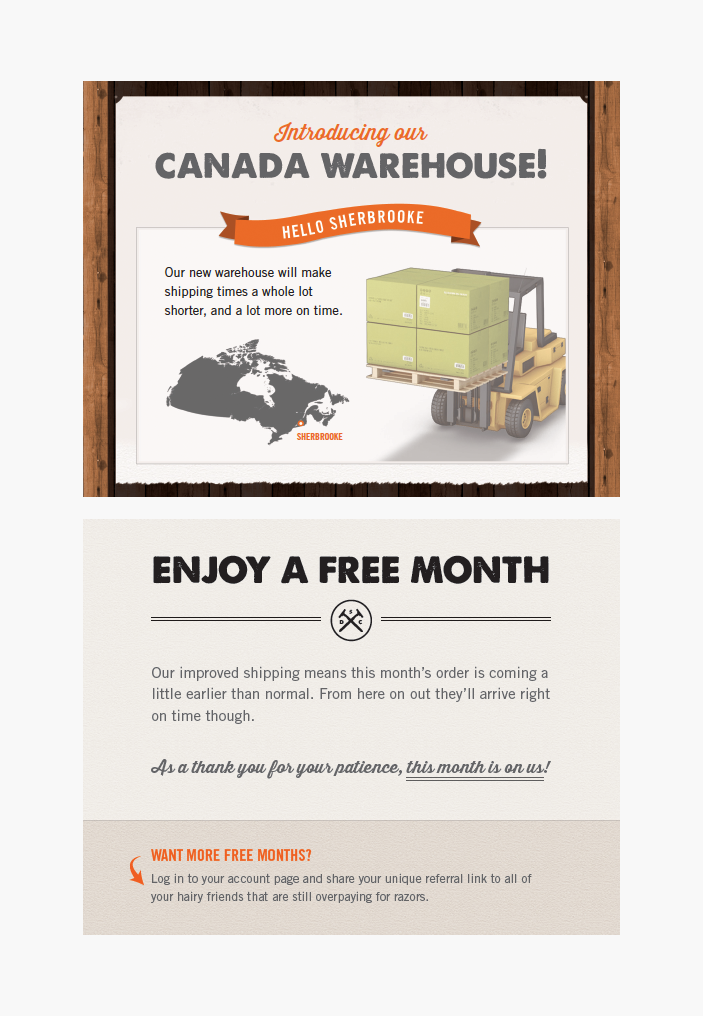 Introducing our
CANADA WAREHOUSE!
HELLO SHERBROOKE
Our new warehouse will make
shipping times a whole lot
shorter, and a lot more on time.
SHERBROOKE
ENJOY A FREE MONTH
S
D C
Our improved shipping means this month's order is coming a
little earlier than normal. From here on out they'll arrive right
on time though.
As a thank you for your patience, this month is on us!
WANT MORE FREE MONTHS?
Log in to your account page and share your unique referral link to all of
your hairy friends that are still overpaying for razors.